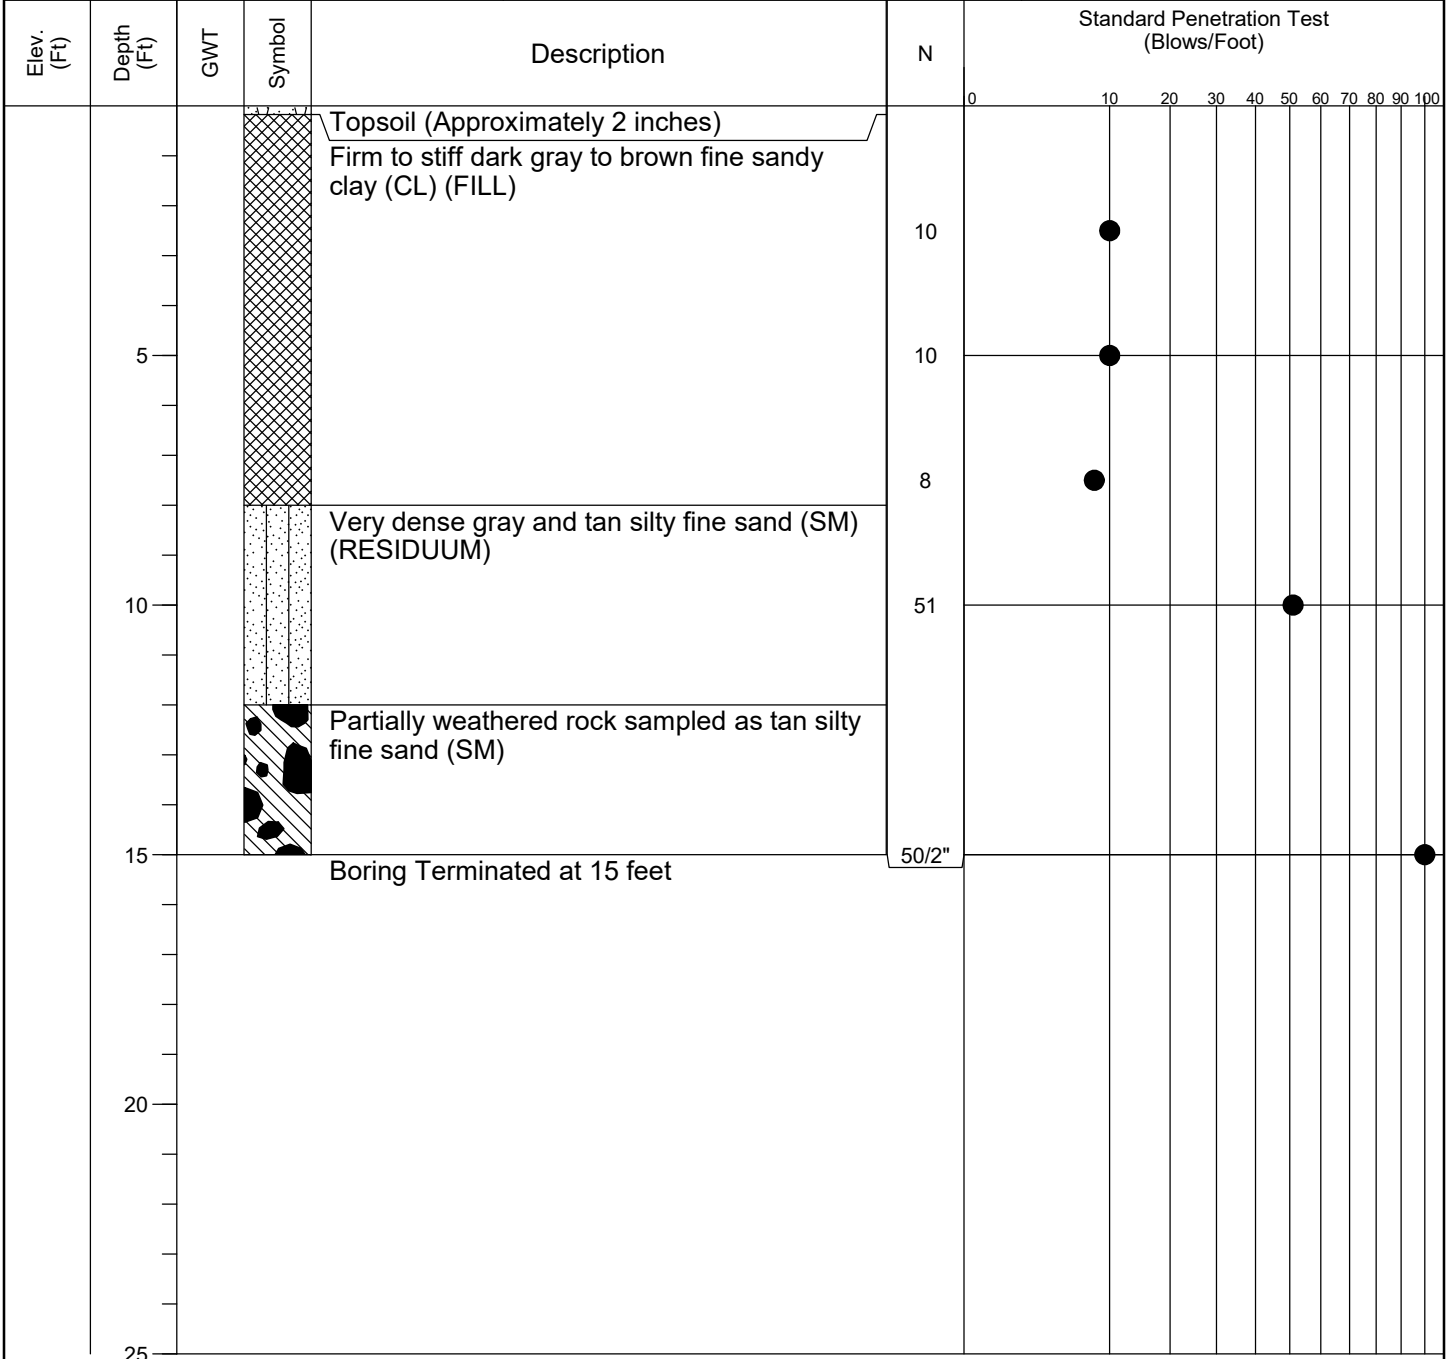 Elev.
(Ft)
Depth
(Ft)
GWT
Symbol
Description
N
Standard Penetration Test
(Blows/Foot)
0 10 20 30 40 50 60 70 80 90 100
Topsoil (Approximately 2 inches)
Firm to stiff dark gray to brown fine sandy
clay (CL) (FILL)
10
5
10
8
Very dense gray and tan silty fine sand (SM)
(RESIDUUM)
10
51
Partially weathered rock sampled as tan silty
fine sand (SM)
15
50/2"
Boring Terminated at 15 feet
20
25